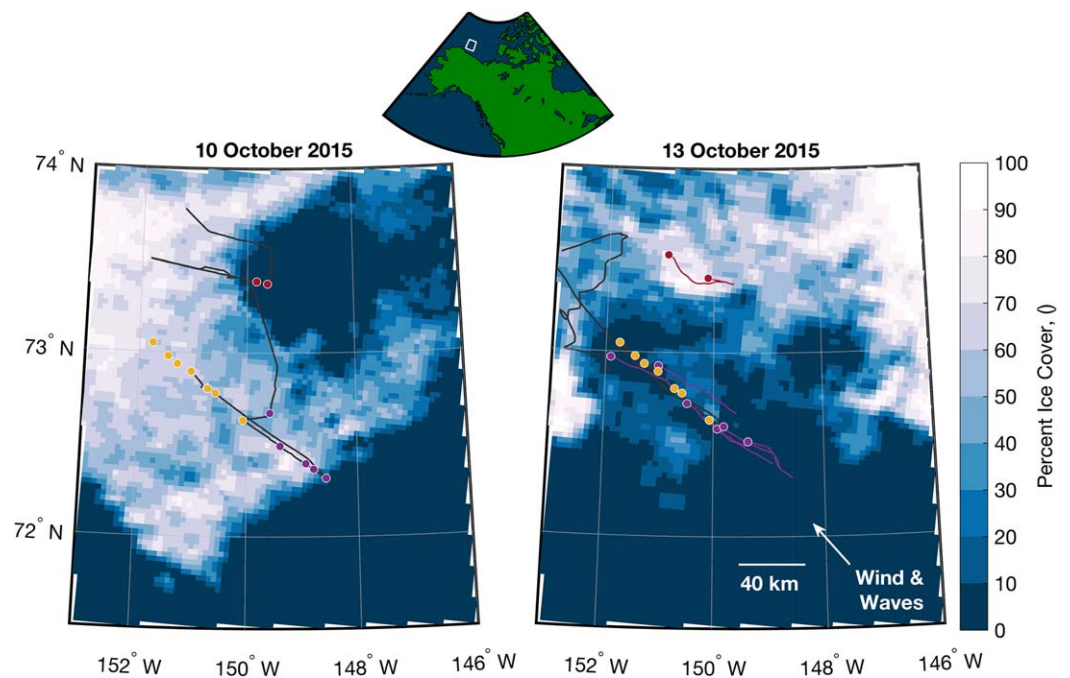 10 October 2015
13 October 2015
74° N
73° N
72° N
152° W
150° W
148° W
146° W
152° W
150° W
148° W
146° W
40 km
Wind &
Waves
100
90
80
70
60
50
40
30
20
10
0
Percent Ice Cover, ()